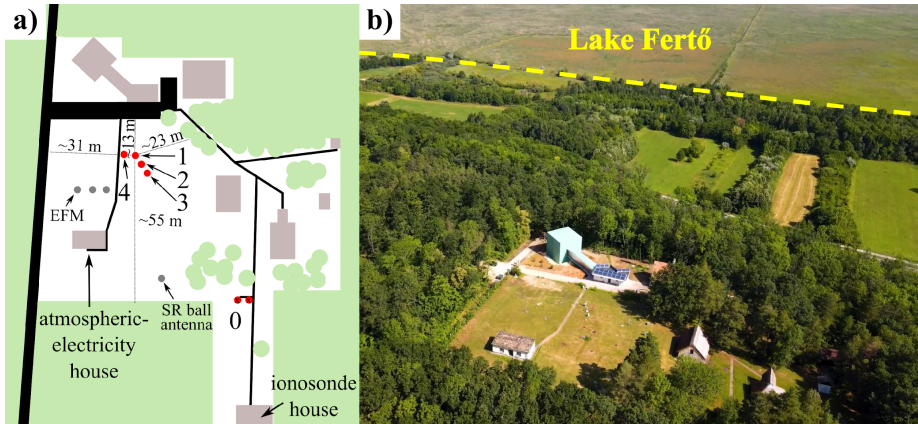 a)
b)
Lake Fertő
~31 m
~13 m
~23 m
1
2
3
4
EFM
~55 m
SR ball
antenna
0
atmospheric-
electricity
house
ionosonde
house